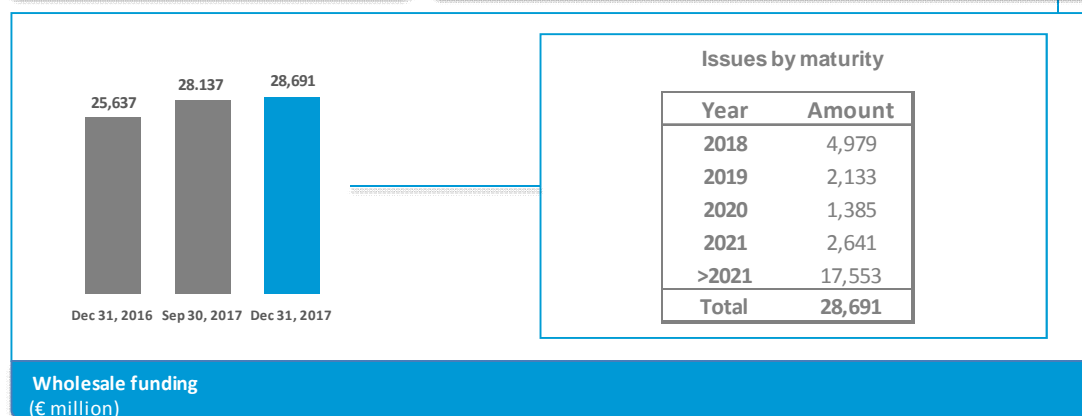 25,637
28.137
28,691
Dec 31, 2016 Sep 30, 2017 Dec 31, 2017
Issues by maturity
Year Amount
2018 4,979
2019 2,133
2020 1,385
2021 2,641
>2021 17,553
Total 28,691
Wholesale funding
(€ million)